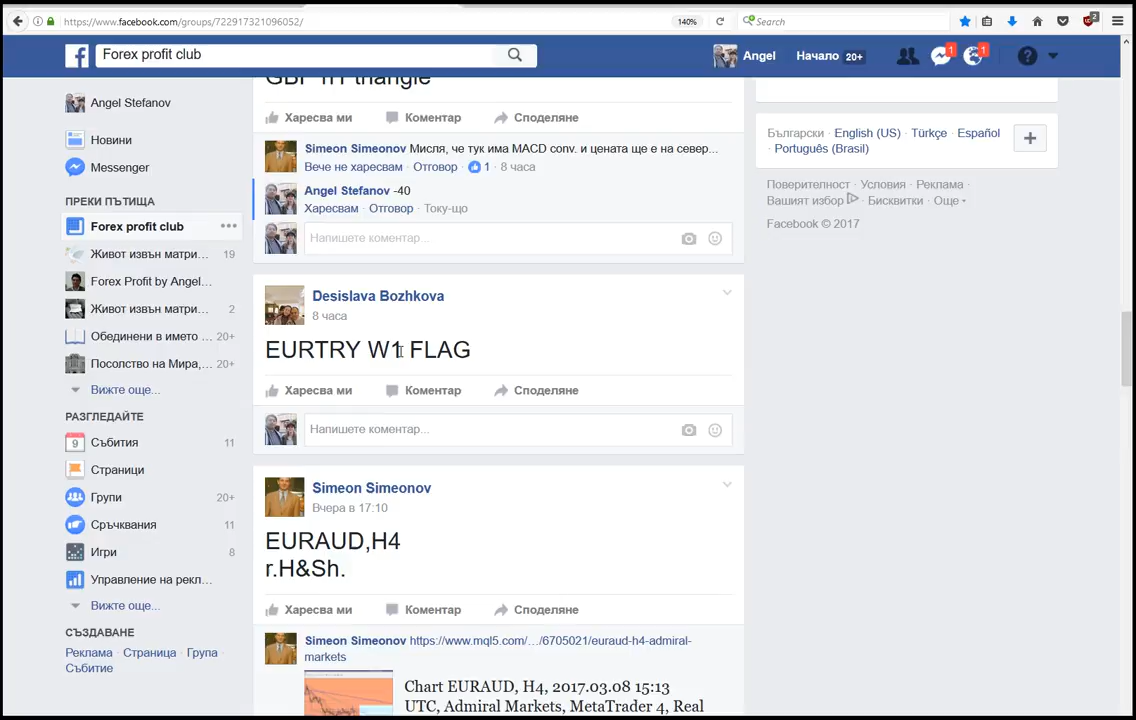 https://www.facebook.com/groups/722917321096052/
140%
Search
2
Forex profit club
Angel
Начало 20+
1
1
Angel Stefanov
Новини
Messenger
ПРЕКИ ПЪТИЩА
Forex profit club
Живот извън матри... 19
Forex Profit by Angel...
Живот извън матри... 2
Обединени в името ... 20+
Посолство на Мира,... 20+
Вижте още...
РАЗГЛЕДАЙТЕ
9 Събития 11
Страници
Групи 20+
Сръчквания 11
Игри 8
Управление на рекл...
Вижте още...
СЪЗДАВАНЕ
Реклама · Страница · Група ·
Събитие
GBP H1 triangle
Харесва ми Коментар Споделяне
Simeon Simeonov Мисля, че тук има MACD conv. и цената ще е на север...
Вече не харесвам · Отговор · 1 · 8 часа
Angel Stefanov -40
Харесвам · Отговор · Току-що
Напишете коментар...
Desislava Bozhkova
8 часа
EURTRY W1 FLAG
Харесва ми Коментар Споделяне
Напишете коментар...
Simeon Simeonov
Вчера в 17:10
EURAUD,H4
r.H&Sh.
Харесва ми Коментар Споделяне
Simeon Simeonov https://www.mql5.com/.../6705021/euraud-h4-admiral-
markets
Chart EURAUD, H4, 2017.03.08 15:13
UTC, Admiral Markets, MetaTrader 4, Real
Български · English (US) · Türkçe · Español
· Português (Brasil)
Поверителност · Условия · Реклама ·
Вашият избор · Бисквитки · Още
Facebook © 2017